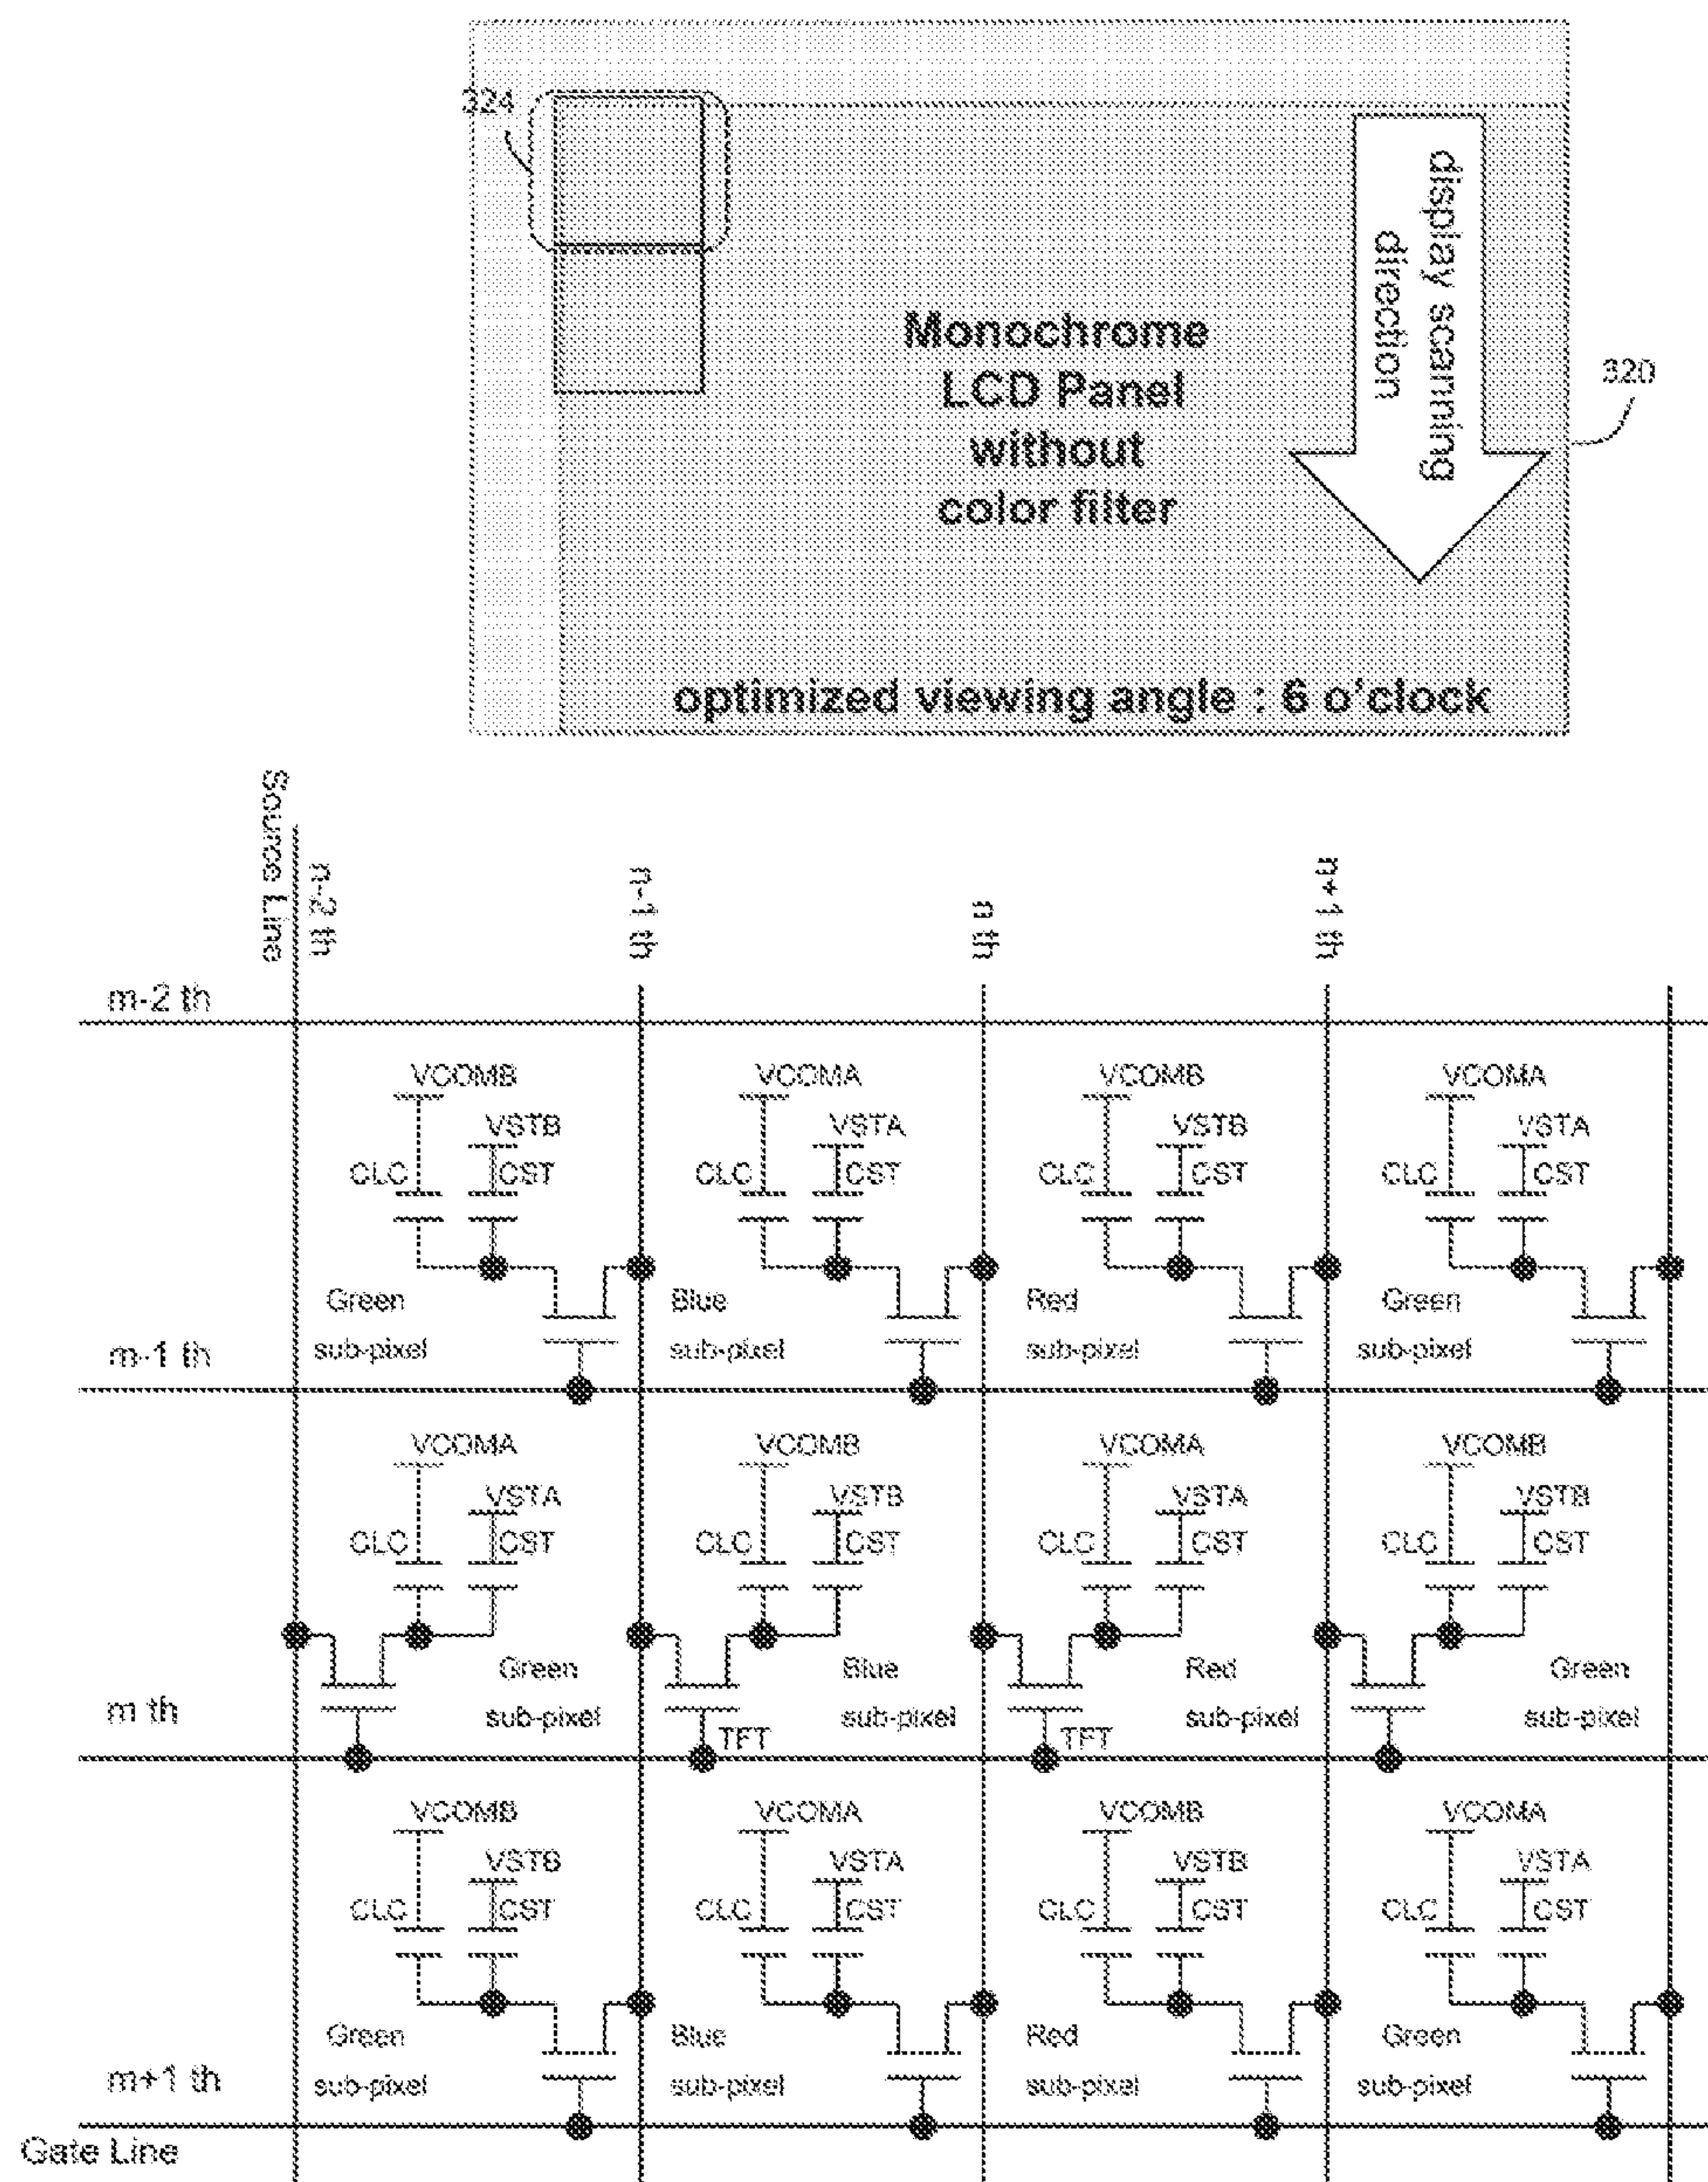 324
display scanning
direction
Monochrome
LCD Panel
without
color filter
320
optimized viewing angle : 6 o'clock
Source Line
n-2 th
n-1 th
n th
n+1 th
m-2 th
VCOMB VCOMA VCOMB VCOMA
VSTB VSTA VSTB VSTA
CLC CST CLC CST CLC CST CLC CST
Green Blue Red Green
sub-pixel sub-pixel sub-pixel sub-pixel
m-1 th
VCOMA VCOMB VCOMA VCOMB
VSTA VSTB VSTA VSTB
CLC CST CLC CST CLC CST CLC CST
Green Blue Red Green
sub-pixel sub-pixel sub-pixel sub-pixel
m th
TFT TFT
VCOMB VCOMA VCOMB VCOMA
VSTB VSTA VSTB VSTA
CLC CST CLC CST CLC CST CLC CST
Green Blue Red Green
sub-pixel sub-pixel sub-pixel sub-pixel
m+1 th
Gate Line